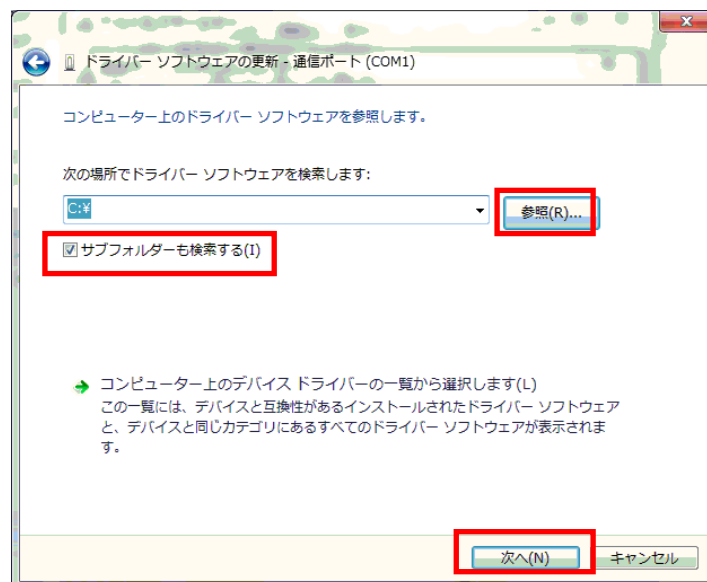 ドライバー ソフトウェアの更新 - 通信ポート (COM1)
コンピューター上のドライバー ソフトウェアを参照します。
次の場所でドライバー ソフトウェアを検索します:
C:¥
参照(R)...
サブフォルダーも検索する(I)
コンピューター上のデバイス ドライバーの一覧から選択します(L)
この一覧には、デバイスと互換性があるインストールされたドライバー ソフトウェア
と、デバイスと同じカテゴリにあるすべてのドライバー ソフトウェアが表示されま
す。
次へ(N)
キャンセル